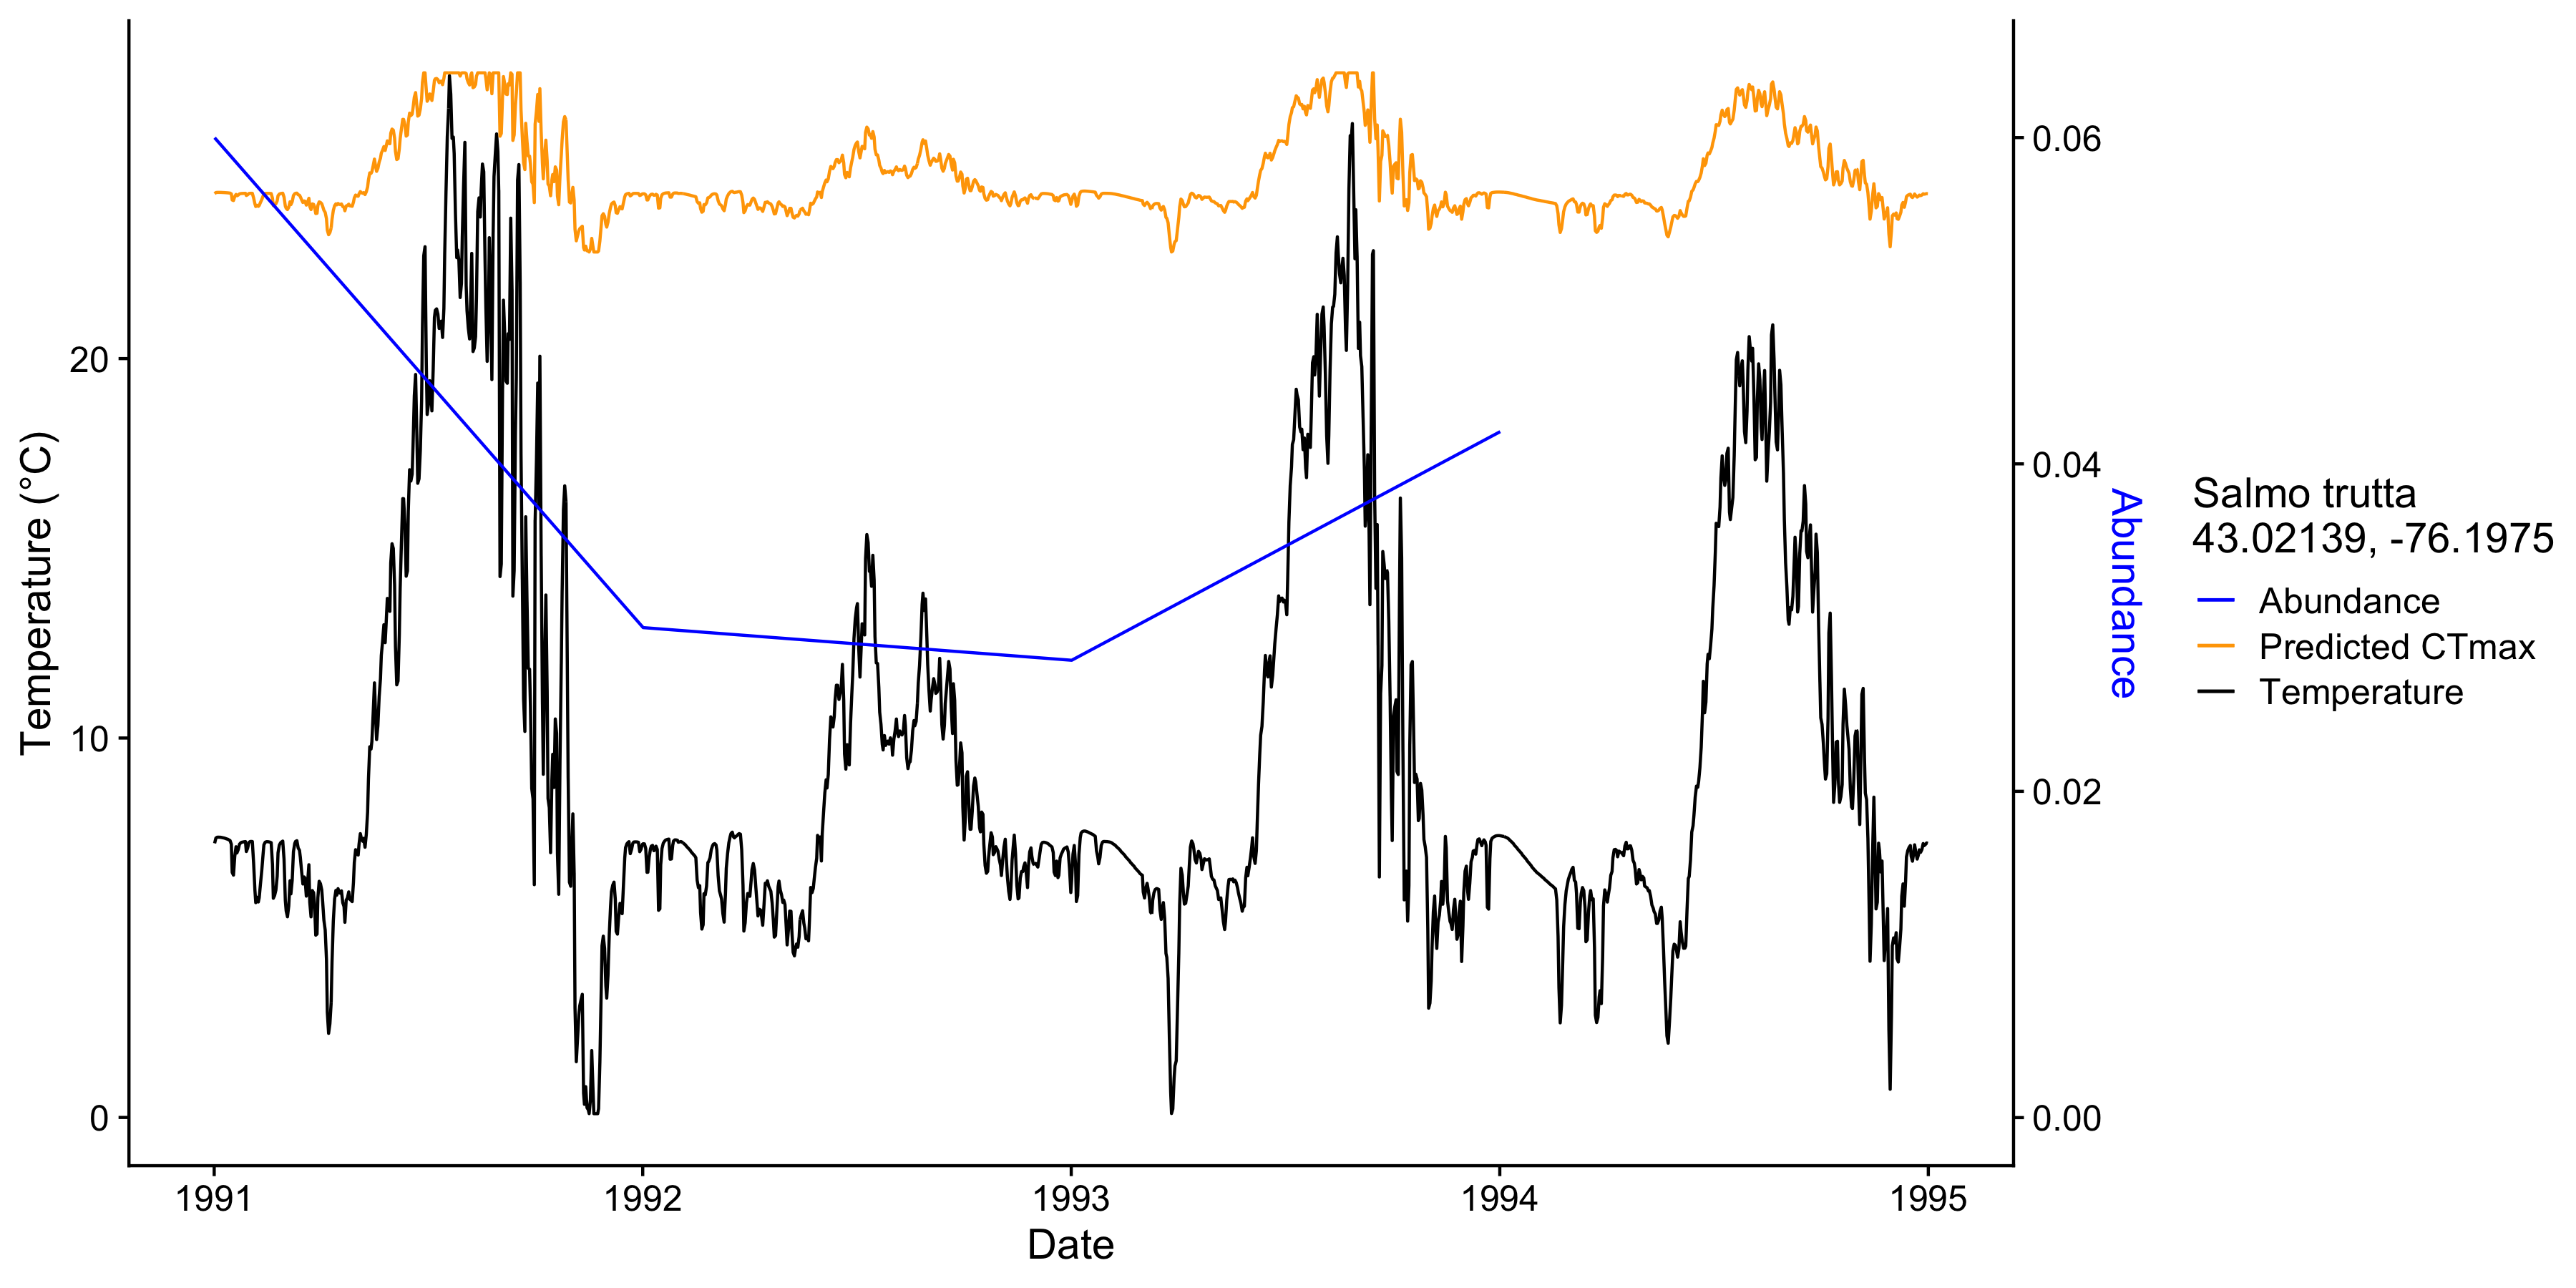 Temperature (°C)
20
10
0
1991
1992
1993
1994
1995
Date
0.06
0.04
0.02
0.00
Abundance
Salmo trutta
43.02139, -76.1975
Abundance
Predicted CTmax
Temperature